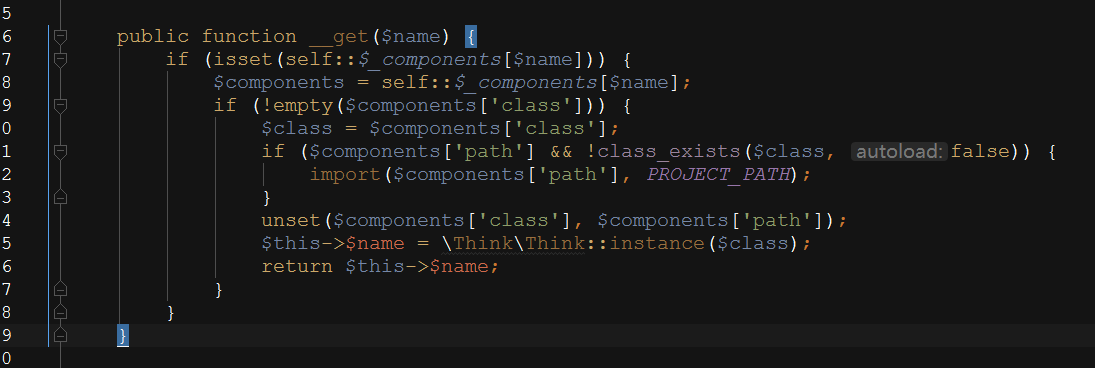 5
6 public function __get($name) {
7 if (isset(self::$_components[$name])) {
8 $components = self::$_components[$name];
9 if (!empty($components['class'])) {
0 $class = $components['class'];
1 if ($components['path'] && !class_exists($class, autoload: false)) {
2 import($components['path'], PROJECT_PATH);
3 }
4 unset($components['class'], $components['path']);
5 $this->$name = \Think\Think::instance($class);
6 return $this->$name;
7 }
8 }
9 }
0